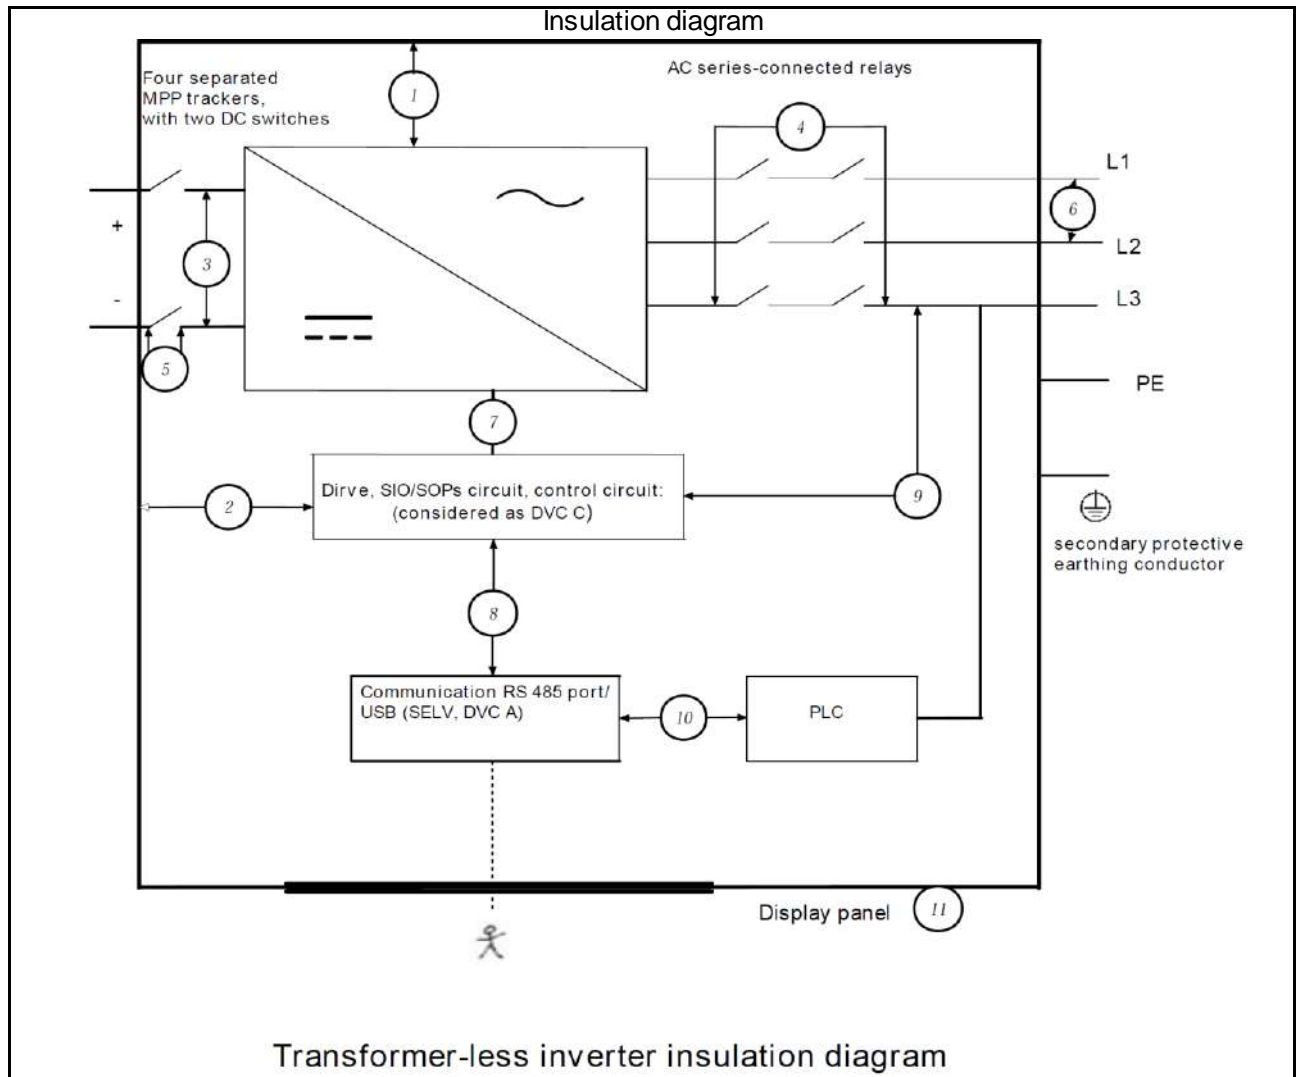 Insulation diagram
Four separated
MPP trackers,
with two DC switches
1
AC series-connected relays
4
L1
6
+
L2
3
-
L3
5
PE
7
Dirve, SIO/SOPs circuit, control circuit:
(considered as DVC C)
2
9
secondary protective
earthing conductor
8
Communication RS 485 port/
USB (SELV, DVC A)
10
PLC
Display panel
11
Transformer-less inverter insulation diagram